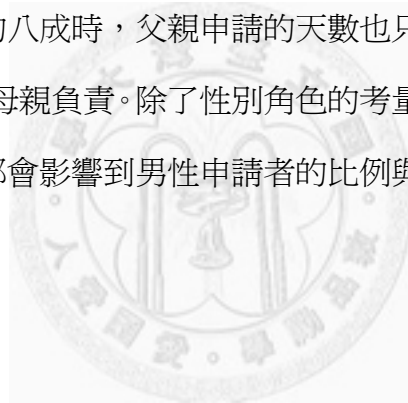 的八成時，父親申請的天數也只
母親負責。除了性別角色的考量
都會影響到男性申請者的比例與